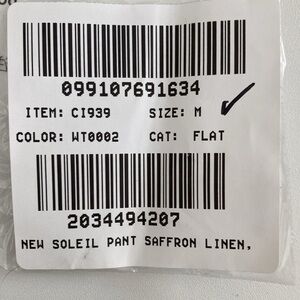 099107691634
ITEM: CI939 SIZE: M
COLOR: WT0002 CAT: FLAT
2034494207
NEW SOLEIL PANT SAFFRON LINEN,